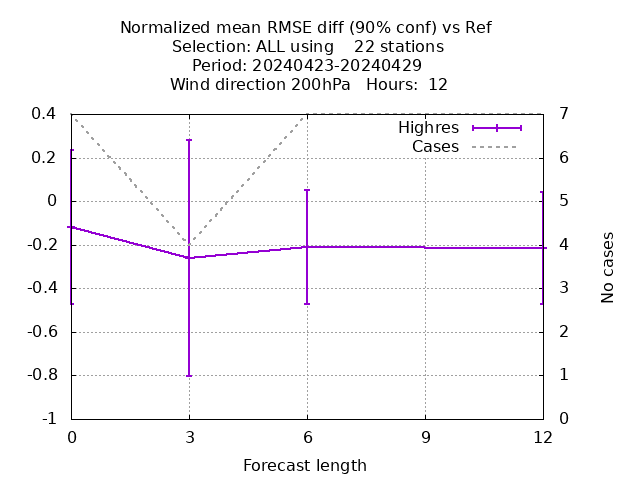 Normalized mean RMSE diff (90% conf) vs Ref
Selection: ALL using    22 stations
Period: 20240423-20240429
Wind direction 200hPa   Hours:  12
Highres
Cases
0.4
0.2
0
-0.2
-0.4
-0.6
-0.8
-1
7
6
5
4
3
2
1
0
No cases
0 3 6 9 12
Forecast length